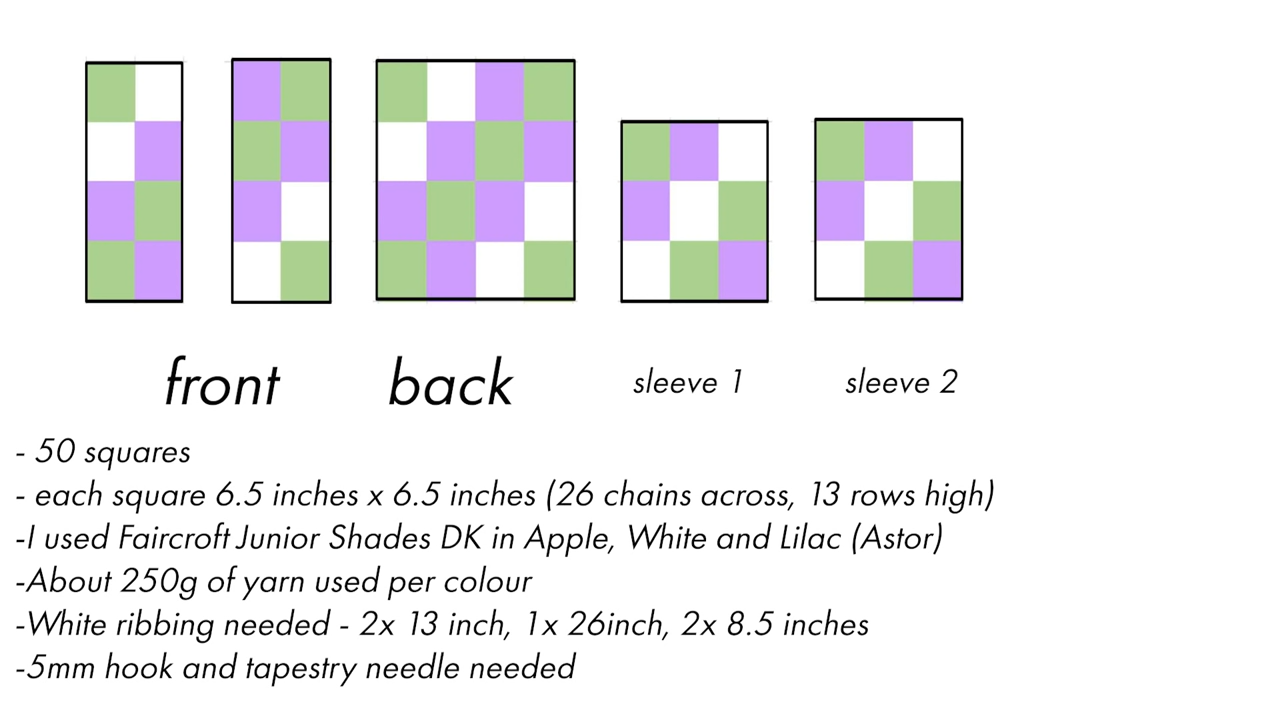 front back sleeve 1 sleeve 2
- 50 squares
- each square 6.5 inches x 6.5 inches (26 chains across, 13 rows high)
-I used Faircroft Junior Shades DK in Apple, White and Lilac (Astor)
-About 250g of yarn used per colour
-White ribbing needed - 2x 13 inch, 1x 26inch, 2x 8.5 inches
-5mm hook and tapestry needle needed